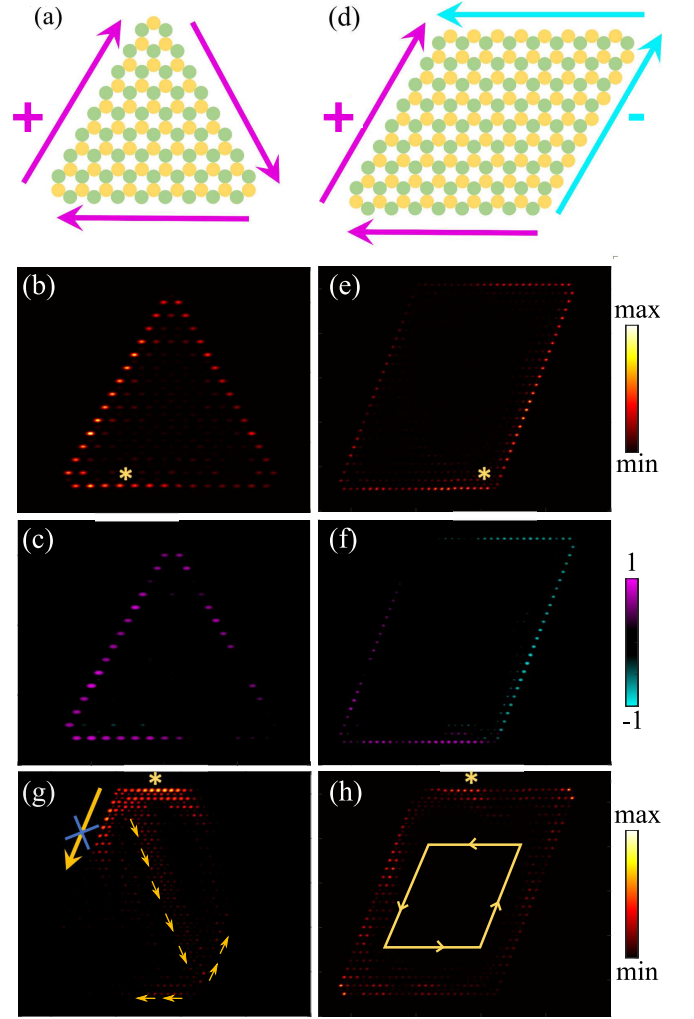 (a)
(d)
+
+
-
(b)
*
(e)
*
max
min
(c)
(f)
1
-1
(g)
*
(h)
*
max
min